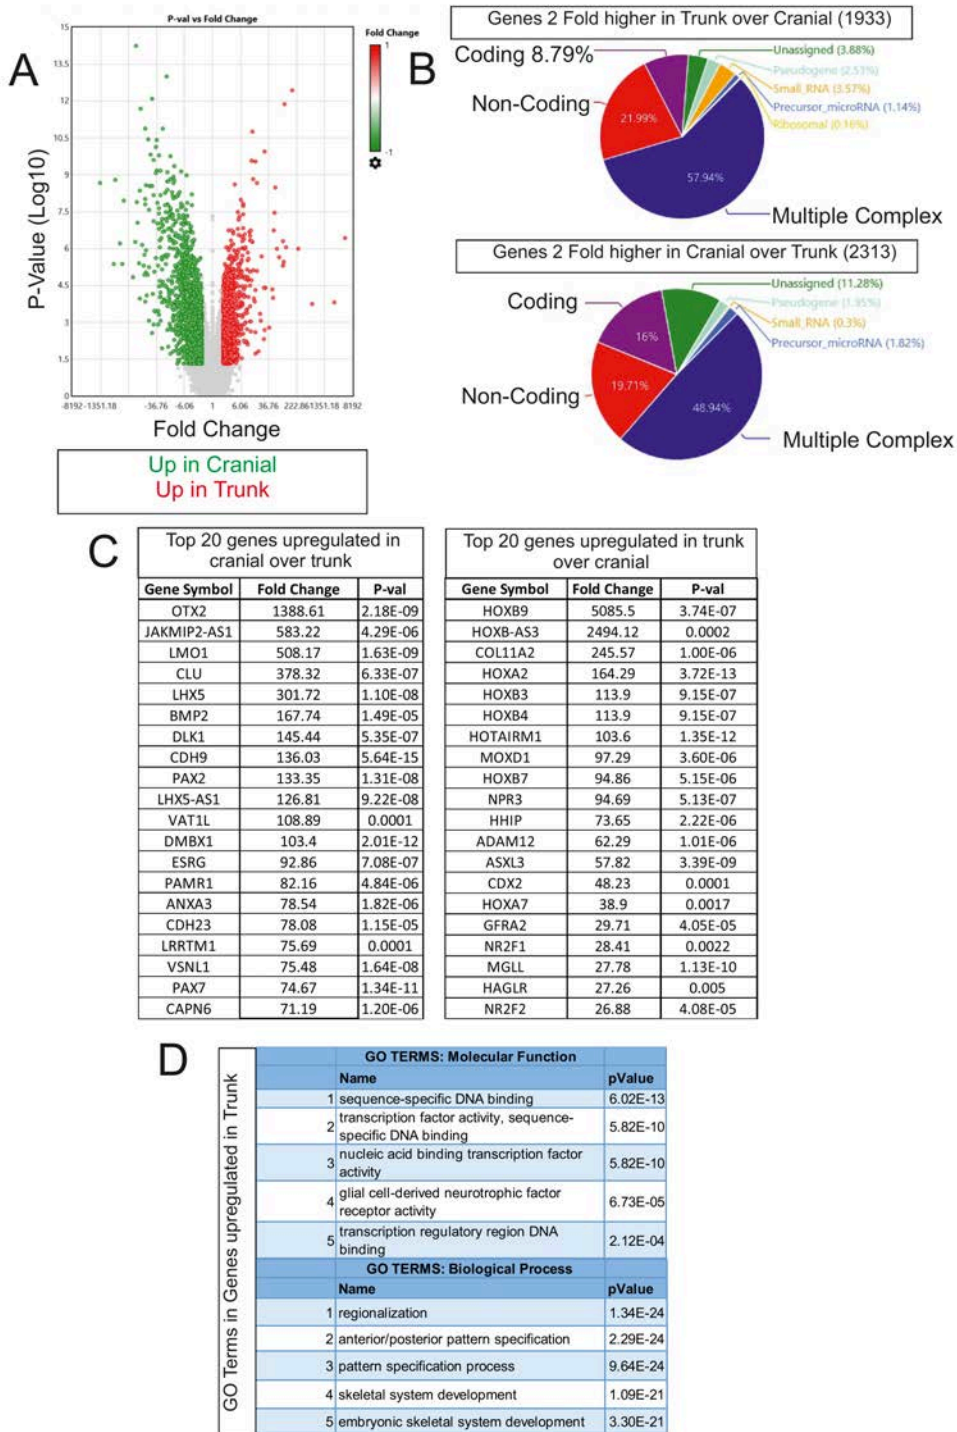 A
P-val vs Fold Change
Fold Change
1
-1
P-Value (Log10)
15
13.5
12
10.5
9
7.5
6
4.5
3
1.5
0
-8192 -1351.18 -36.76 -6.06 1 6.06 36.76 222.86 1351.18 8192
Fold Change
Up in Cranial
Up in Trunk
B
Genes 2 Fold higher in Trunk over Cranial (1933)
Coding 8.79%
Non-Coding
21.99%
57.94%
Unassigned (3.88%)
Pseudogene (2.53%)
Small_RNA (3.57%)
Precursor_microRNA (1.14%)
Ribosomal (0.16%)
Multiple Complex
Genes 2 Fold higher in Cranial over Trunk (2313)
Coding
16%
Non-Coding
19.71%
48.94%
Unassigned (11.28%)
Pseudogene (1.95%)
Small_RNA (0.3%)
Precursor_microRNA (1.82%)
Multiple Complex
C
Top 20 genes upregulated in
cranial over trunk
Gene Symbol Fold Change P-val
OTX2 1388.61 2.18E-09
JAKMIP2-AS1 583.22 4.29E-06
LMO1 508.17 1.63E-09
CLU 378.32 6.33E-07
LHX5 301.72 1.10E-08
BMP2 167.74 1.49E-05
DLK1 145.44 5.35E-07
CDH9 136.03 5.64E-15
PAX2 133.35 1.31E-08
LHX5-AS1 126.81 9.22E-08
VAT1L 108.89 0.0001
DMBX1 103.4 2.01E-12
ESRG 92.86 7.08E-07
PAMR1 82.16 4.84E-06
ANXA3 78.54 1.82E-06
CDH23 78.08 1.15E-05
LRRTM1 75.69 0.0001
VSNL1 75.48 1.64E-08
PAX7 74.67 1.34E-11
CAPN6 71.19 1.20E-06
Top 20 genes upregulated in trunk
over cranial
Gene Symbol Fold Change P-val
HOXB9 5085.5 3.74E-07
HOXB-AS3 2494.12 0.0002
COL11A2 245.57 1.00E-06
HOXA2 164.29 3.72E-13
HOXB3 113.9 9.15E-07
HOXB4 113.9 9.15E-07
HOTAIRM1 103.6 1.35E-12
MOXD1 97.29 3.60E-06
HOXB7 94.86 5.15E-06
NPR3 94.69 5.13E-07
HHIP 73.65 2.22E-06
ADAM12 62.29 1.01E-06
ASXL3 57.82 3.39E-09
CDX2 48.23 0.0001
HOXA7 38.9 0.0017
GFRA2 29.71 4.05E-05
NR2F1 28.41 0.0022
MGLL 27.78 1.13E-10
HAGLR 27.26 0.005
NR2F2 26.88 4.08E-05
D
GO Terms in Genes upregulated in Trunk
GO TERMS: Molecular Function
Name pValue
1 sequence-specific DNA binding 6.02E-13
2 transcription factor activity, sequence-
specific DNA binding 5.82E-10
3 nucleic acid binding transcription factor
activity 5.82E-10
4 glial cell-derived neurotrophic factor
receptor activity 6.73E-05
5 transcription regulatory region DNA
binding 2.12E-04
GO TERMS: Biological Process
Name pValue
1 regionalization 1.34E-24
2 anterior/posterior pattern specification 2.29E-24
3 pattern specification process 9.64E-24
4 skeletal system development 1.09E-21
5 embryonic skeletal system development 3.30E-21